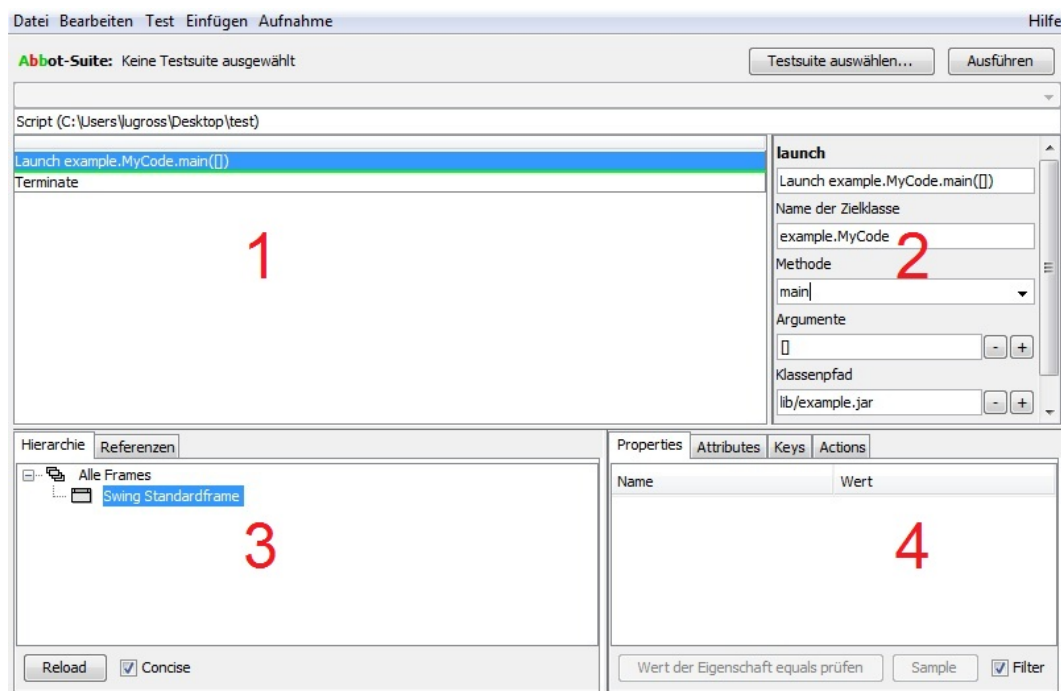 Datei Bearbeiten Test Einfügen Aufnahme Hilfe
Abbot-Suite: Keine Testsuite ausgewählt Testsuite auswählen... Ausführen
Script (C:\Users\lugross\Desktop\test)
Launch example.MyCode.main([])
Terminate
1
launch
Launch example.MyCode.main([])
Name der Zielklasse
example.MyCode
2
Methode
main
Argumente
[] - +
Klassenpfad
lib/example.jar - +
Hierarchie Referenzen
Alle Frames
Swing Standardframe
3
Reload Concise
Properties Attributes Keys Actions
Name Wert
4
Wert der Eigenschaft equals prüfen Sample Filter